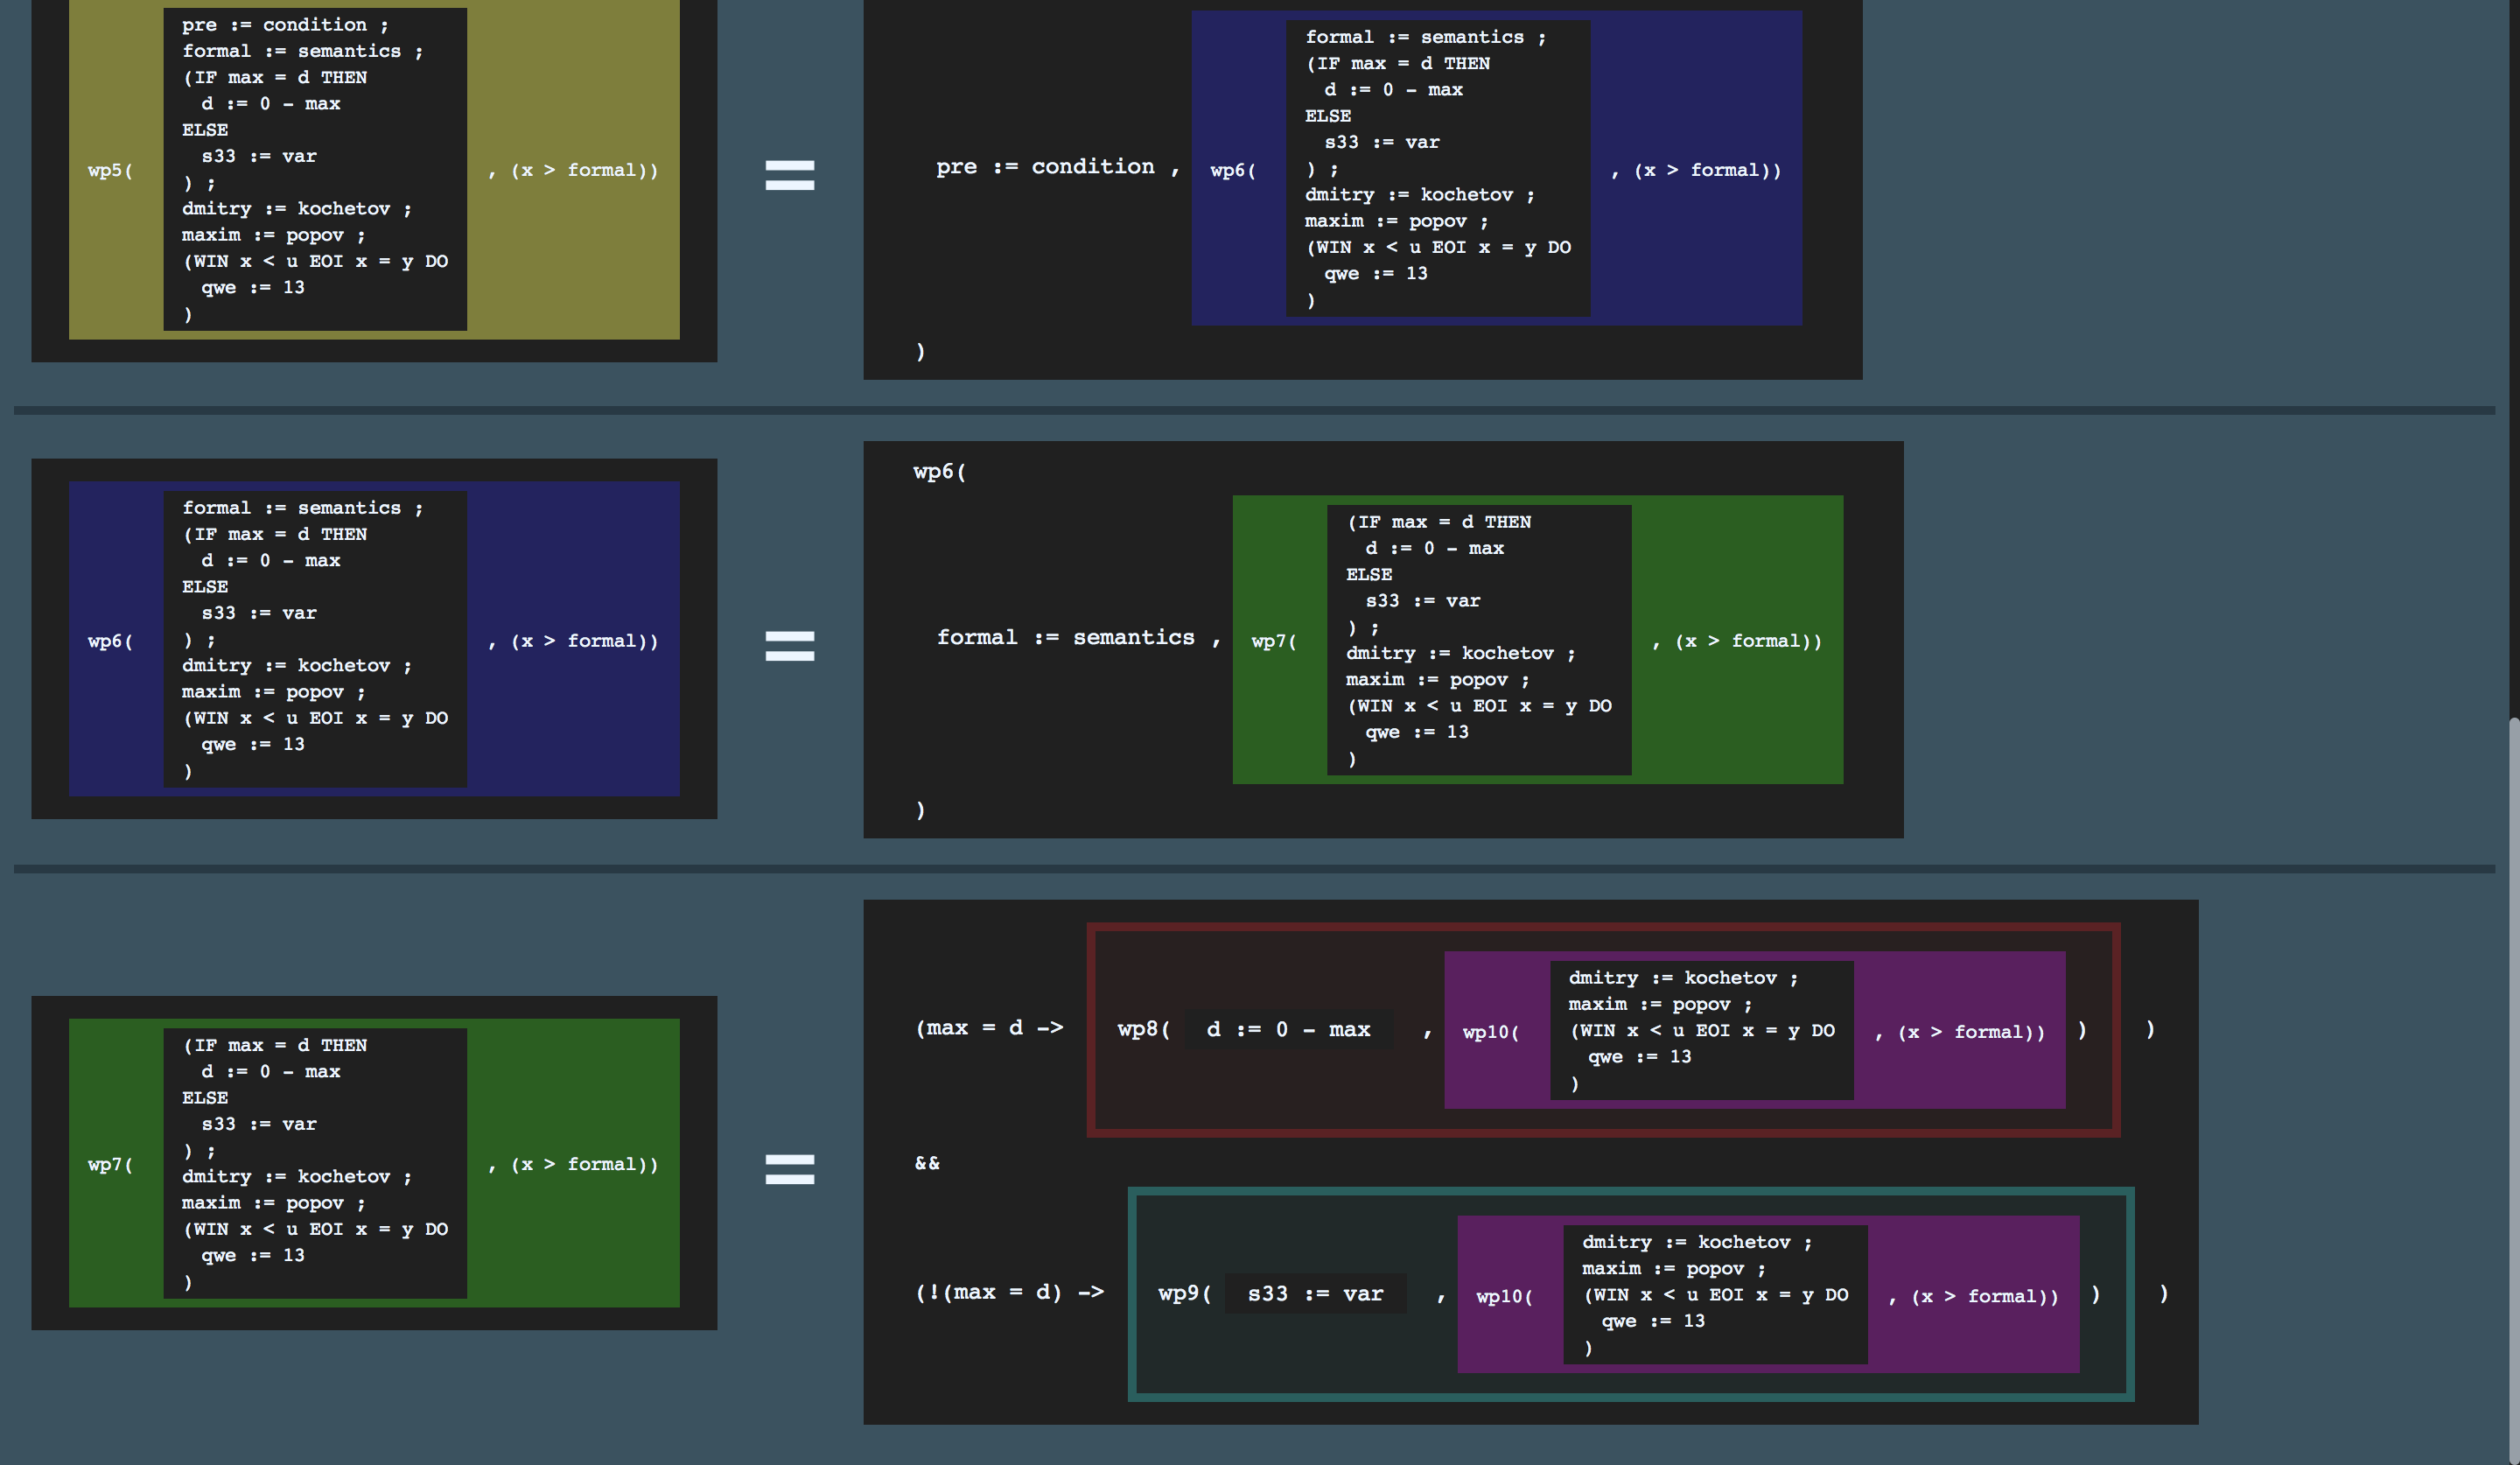 pre := condition ;
formal := semantics ;
(IF max = d THEN
d := 0 - max
ELSE
s33 := var
) ;
dmitry := kochetov ;
maxim := popov ;
(WIN x < u EOI x = y DO
qwe := 13
)
wp5(
, (x > formal))
=
pre := condition ,
wp6(
formal := semantics ;
(IF max = d THEN
d := 0 - max
ELSE
s33 := var
) ;
dmitry := kochetov ;
maxim := popov ;
(WIN x < u EOI x = y DO
qwe := 13
)
, (x > formal))
)
wp6(
formal := semantics ;
(IF max = d THEN
d := 0 - max
ELSE
s33 := var
) ;
dmitry := kochetov ;
maxim := popov ;
(WIN x < u EOI x = y DO
qwe := 13
)
, (x > formal))
=
wp6(
formal := semantics ,
wp7(
(IF max = d THEN
d := 0 - max
ELSE
s33 := var
) ;
dmitry := kochetov ;
maxim := popov ;
(WIN x < u EOI x = y DO
qwe := 13
)
, (x > formal))
)
wp7(
(IF max = d THEN
d := 0 - max
ELSE
s33 := var
) ;
dmitry := kochetov ;
maxim := popov ;
(WIN x < u EOI x = y DO
qwe := 13
)
, (x > formal))
=
(max = d ->
wp8( d := 0 - max ,
wp10(
dmitry := kochetov ;
maxim := popov ;
(WIN x < u EOI x = y DO
qwe := 13
)
, (x > formal)) ) )
&&
(!(max = d) ->
wp9( s33 := var ,
wp10(
dmitry := kochetov ;
maxim := popov ;
(WIN x < u EOI x = y DO
qwe := 13
)
, (x > formal)) ) )